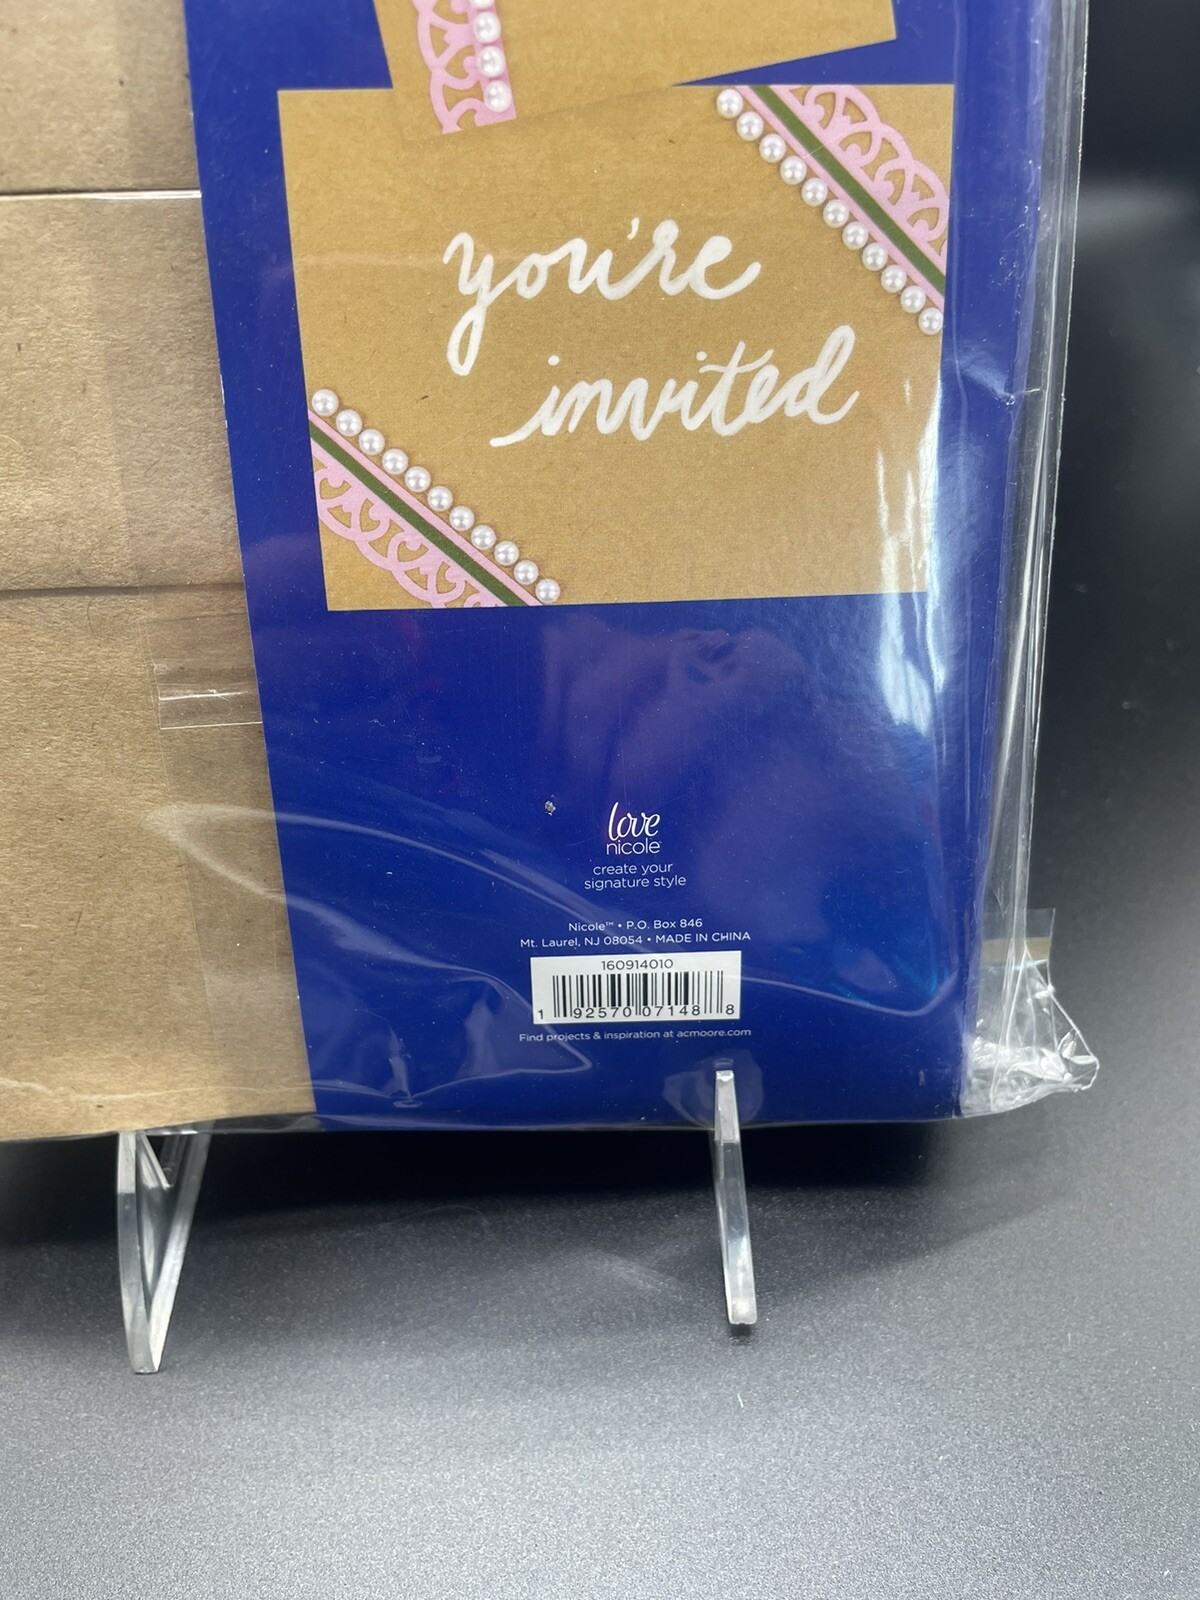 you're
invited
love
nicole
create your
signature style
Nicole™ • P.O. Box 846
Mt. Laurel, NJ 08054 • MADE IN CHINA
160914010
1 92570 07148 8
Find projects & inspiration at acmoore.com